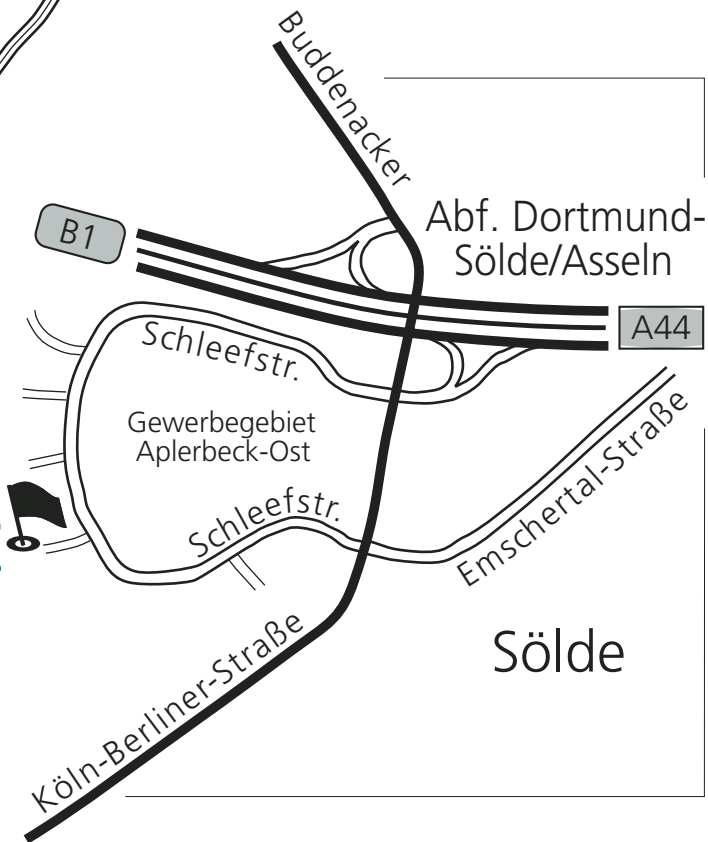 Buddenacker
B1
Abf. Dortmund-
Sölde/Asseln
A44
Schleefstr.
Gewerbegebiet
Aplerbeck-Ost
Schleefstr.
Emschertal-Straße
Sölde
Köln-Berliner-Straße